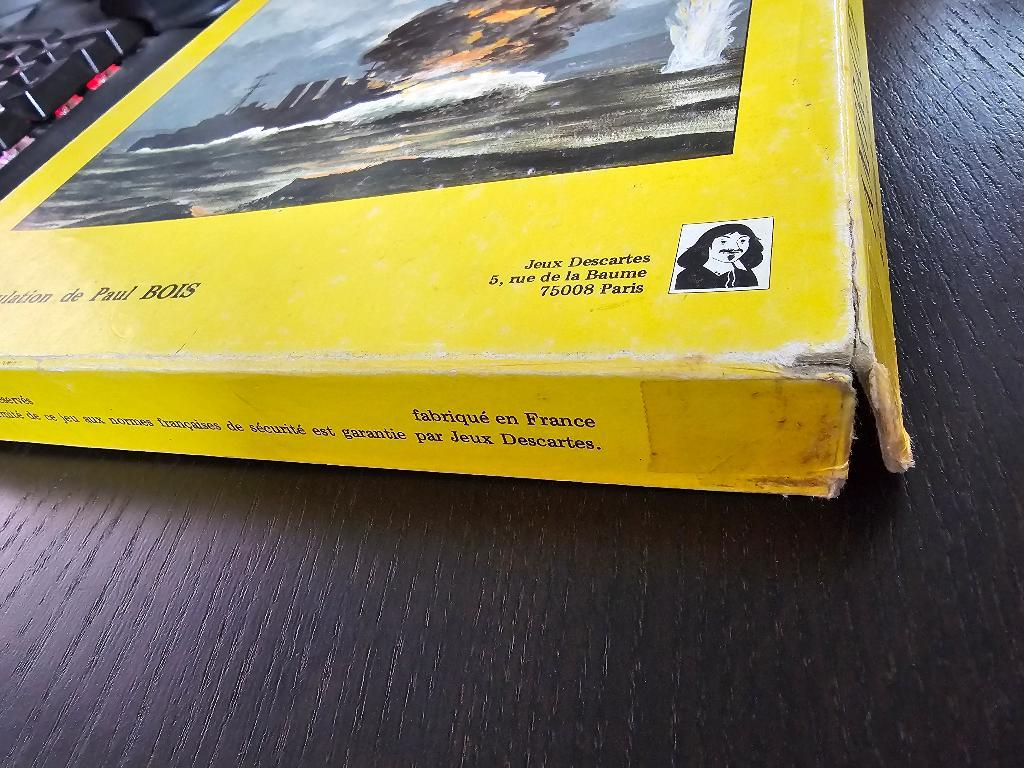 de Paul BOIS
Jeux Descartes
5, rue de la Baume
75008 Paris
fabriqué en France
de ce jeu aux normes françaises de sécurité est garantie par Jeux Descartes.